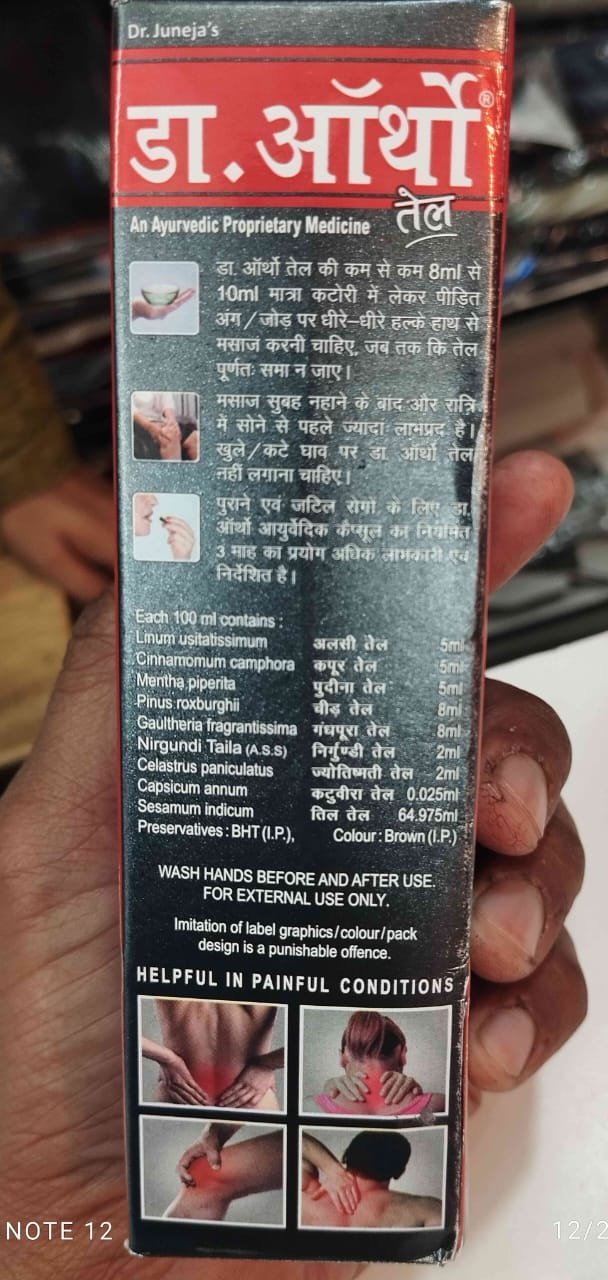 Dr. Juneja's
डा. ऑर्थो®
तेल
An Ayurvedic Proprietary Medicine
डा. ऑर्थो तेल की कम से कम 8ml से
10ml मात्रा कटोरी में लेकर पीड़ित
अंग/जोड़ पर धीरे-धीरे हल्के हाथ से
मसाज करनी चाहिए, जब तक कि तेल
पूर्णतः समा न जाए।
मसाज सुबह नहाने के बाद और रात्रि
में सोने से पहले ज्यादा लाभप्रद है।
खुले/कटे घाव पर डा. ऑर्थो तेल
नहीं लगाना चाहिए।
पुराने एवं जटिल रोगों के लिए डा.
ऑर्थो आयुर्वेदिक कैप्सूल का नियमित
3 माह का प्रयोग अधिक लाभकारी एवं
निर्देशित है।
Each 100 ml contains :
Linum usitatissimum अलसी तेल 5ml
Cinnamomum camphora कपूर तेल 5ml
Mentha piperita पुदीना तेल 5ml
Pinus roxburghii चीड़ तेल 8ml
Gaultheria fragrantissima गंधपूरा तेल 8ml
Nirgundi Taila (A.S.S) निर्गुण्डी तेल 2ml
Celastrus paniculatus ज्योतिष्मती तेल 2ml
Capsicum annum कटुवीरा तेल 0.025ml
Sesamum indicum तिल तेल 64.975ml
Preservatives : BHT (I.P.), Colour : Brown (I.P.)
WASH HANDS BEFORE AND AFTER USE.
FOR EXTERNAL USE ONLY.
Imitation of label graphics/colour/pack
design is a punishable offence.
HELPFUL IN PAINFUL CONDITIONS
NOTE 12
12/2